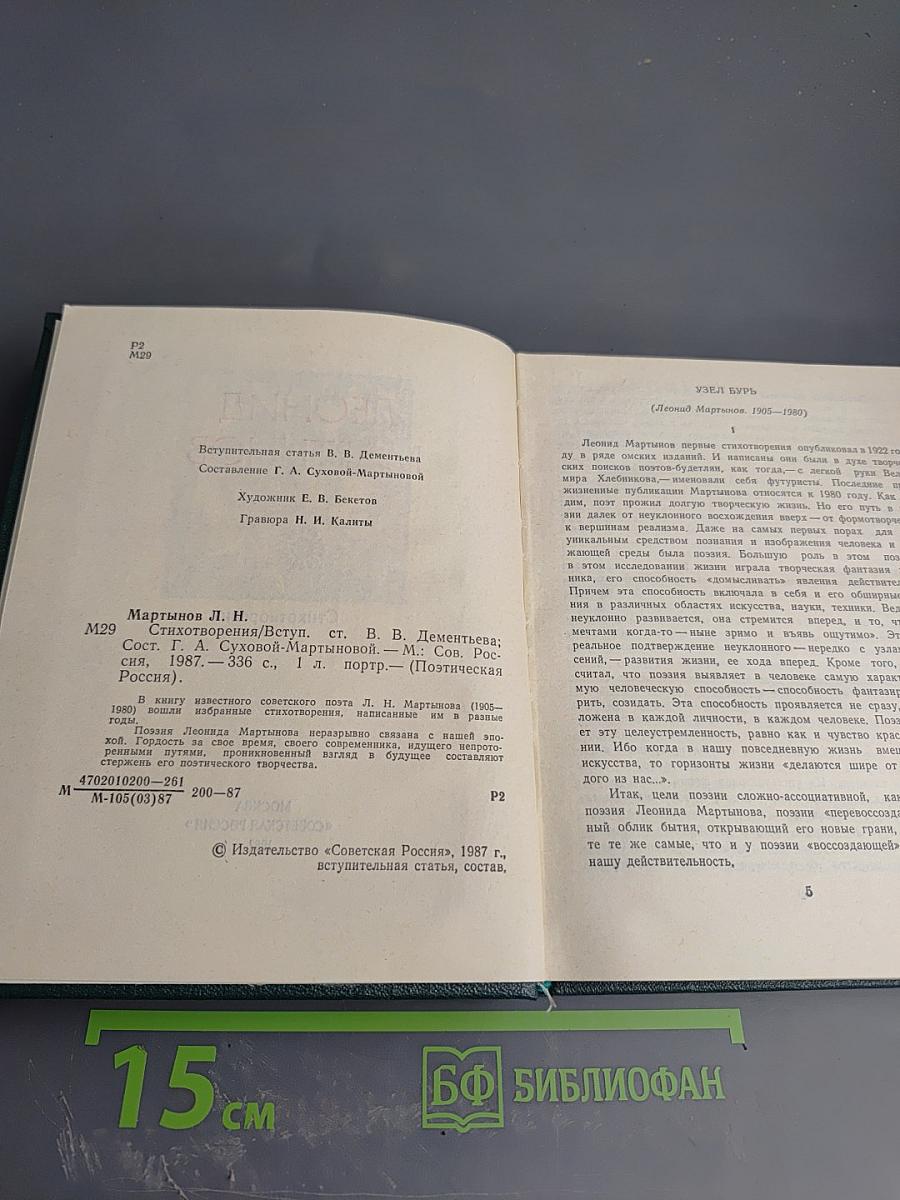 Р2
М29
Вступительная статья В. В. Дементьева
Составление Г. А. Суховой-Мартыновой
Художник Е. В. Бекетов
Гравюра Н. И. Калиты
Мартынов Л. Н.
М29 Стихотворения/Вступ. ст. В. В. Дементьева;
Сост. Г. А. Суховой-Мартыновой. — М.: Сов. Рос-
сия, 1987. — 336 с., 1 л. портр.— (Поэтическая
Россия).
В книгу известного советского поэта Л. Н. Мартынова (1905—
1980) вошли избранные стихотворения, написанные им в разные
годы.
Поэзия Леонида Мартынова неразрывно связана с нашей эпо-
хой. Гордость за свое время, своего современника, идущего непрото-
ренными путями, проникновенный взгляд в будущее составляют
стержень его поэтического творчества.
М 4702010200—261
М-105(03)87 200—87
Р2
© Издательство «Советская Россия», 1987 г.,
вступительная статья, состав,
УЗЕЛ БУРЬ
(Леонид Мартынов. 1905—1980)
1
Леонид Мартынов первые стихотворения опубликовал в 1922 го
ду в ряде омских изданий. И написаны они были в духе творче
ских поисков поэтов-будетлян, как тогда,— с легкой руки Вел
мира Хлебникова,— именовали себя футуристы. Последние пр
жизненные публикации Мартынова относятся к 1980 году. Как
дим, поэт прожил долгую творческую жизнь. Но его путь в
зии далек от неуклонного восхождения вверх — от формотворче
к вершинам реализма. Даже на самых первых порах для
уникальным средством познания и изображения человека и
жающей среды была поэзия. Большую роль в этом поз
в этом исследовании жизни играла творческая фантазия
ника, его способность «домысливать» явления действител
Причем эта способность включала в себя и его обширные
ния в различных областях искусства, науки, техники. Вед
неуклонно развивается, она стремится вперед, и то, чт
мечтами когда-то — ныне зримо и въявь ощутимо». Эт
реальное подтверждение неуклонного — нередко с узла
сений,— развития жизни, ее хода вперед. Кроме того,
считал, что поэзия выявляет в человеке самую характ
мую человеческую способность — способность фантазир
рить, созидать. Эта способность проявляется не сразу,
ложена в каждой личности, в каждом человеке. Поэз
ет эту целеустремленность, равно как и чувство крас
нии. Ибо когда в нашу повседневную жизнь вмеш
искусства, то горизонты жизни «делаются шире от
дого из нас...».
Итак, цели поэзии сложно-ассоциативной, как
поэзия Леонида Мартынова, поэзии «перевоссозда
ный облик бытия, открывающий его новые грани,
те те же самые, что и у поэзии «воссоздающей»
нашу действительность,
5
15 см
БФ БИБЛИОФАН